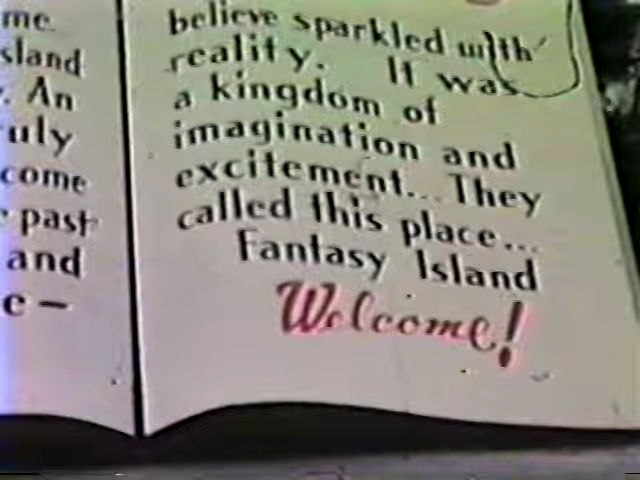 me
sland
. An
uly
come
past
and
e –
believe sparkled with
reality. It was
a kingdom of
imagination and
excitement... They
called this place...
Fantasy Island
Welcome!